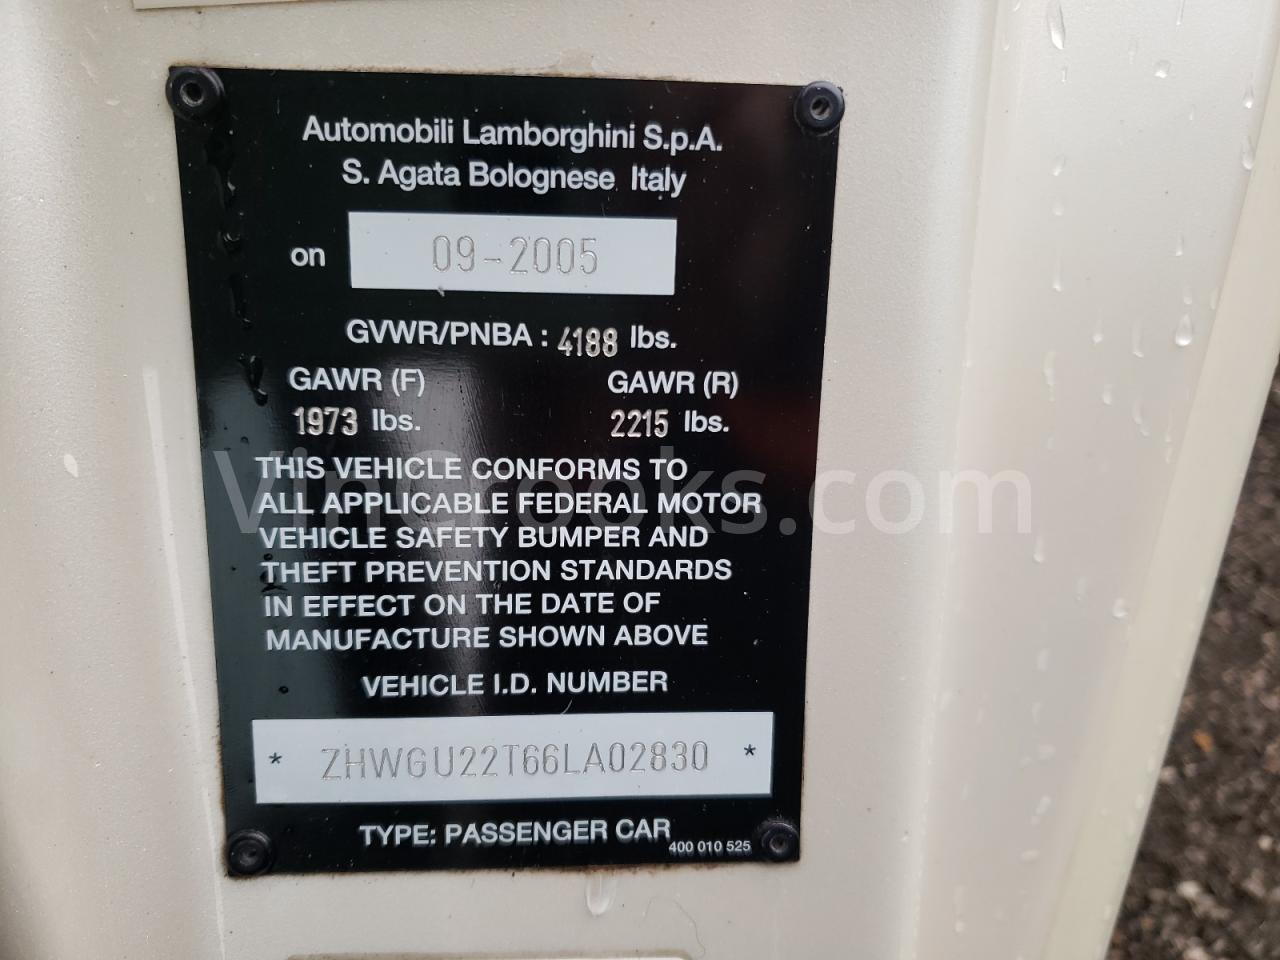 Automobili Lamborghini S.p.A.
S. Agata Bolognese Italy
on 09-2005
GVWR/PNBA : 4188 lbs.
GAWR (F) GAWR (R)
1973 lbs. 2215 lbs.
THIS VEHICLE CONFORMS TO
ALL APPLICABLE FEDERAL MOTOR
VEHICLE SAFETY BUMPER AND
THEFT PREVENTION STANDARDS
IN EFFECT ON THE DATE OF
MANUFACTURE SHOWN ABOVE
VEHICLE I.D. NUMBER
* ZHWGU22T66LA02830 *
TYPE: PASSENGER CAR
400 010 525
VinCrooks.com